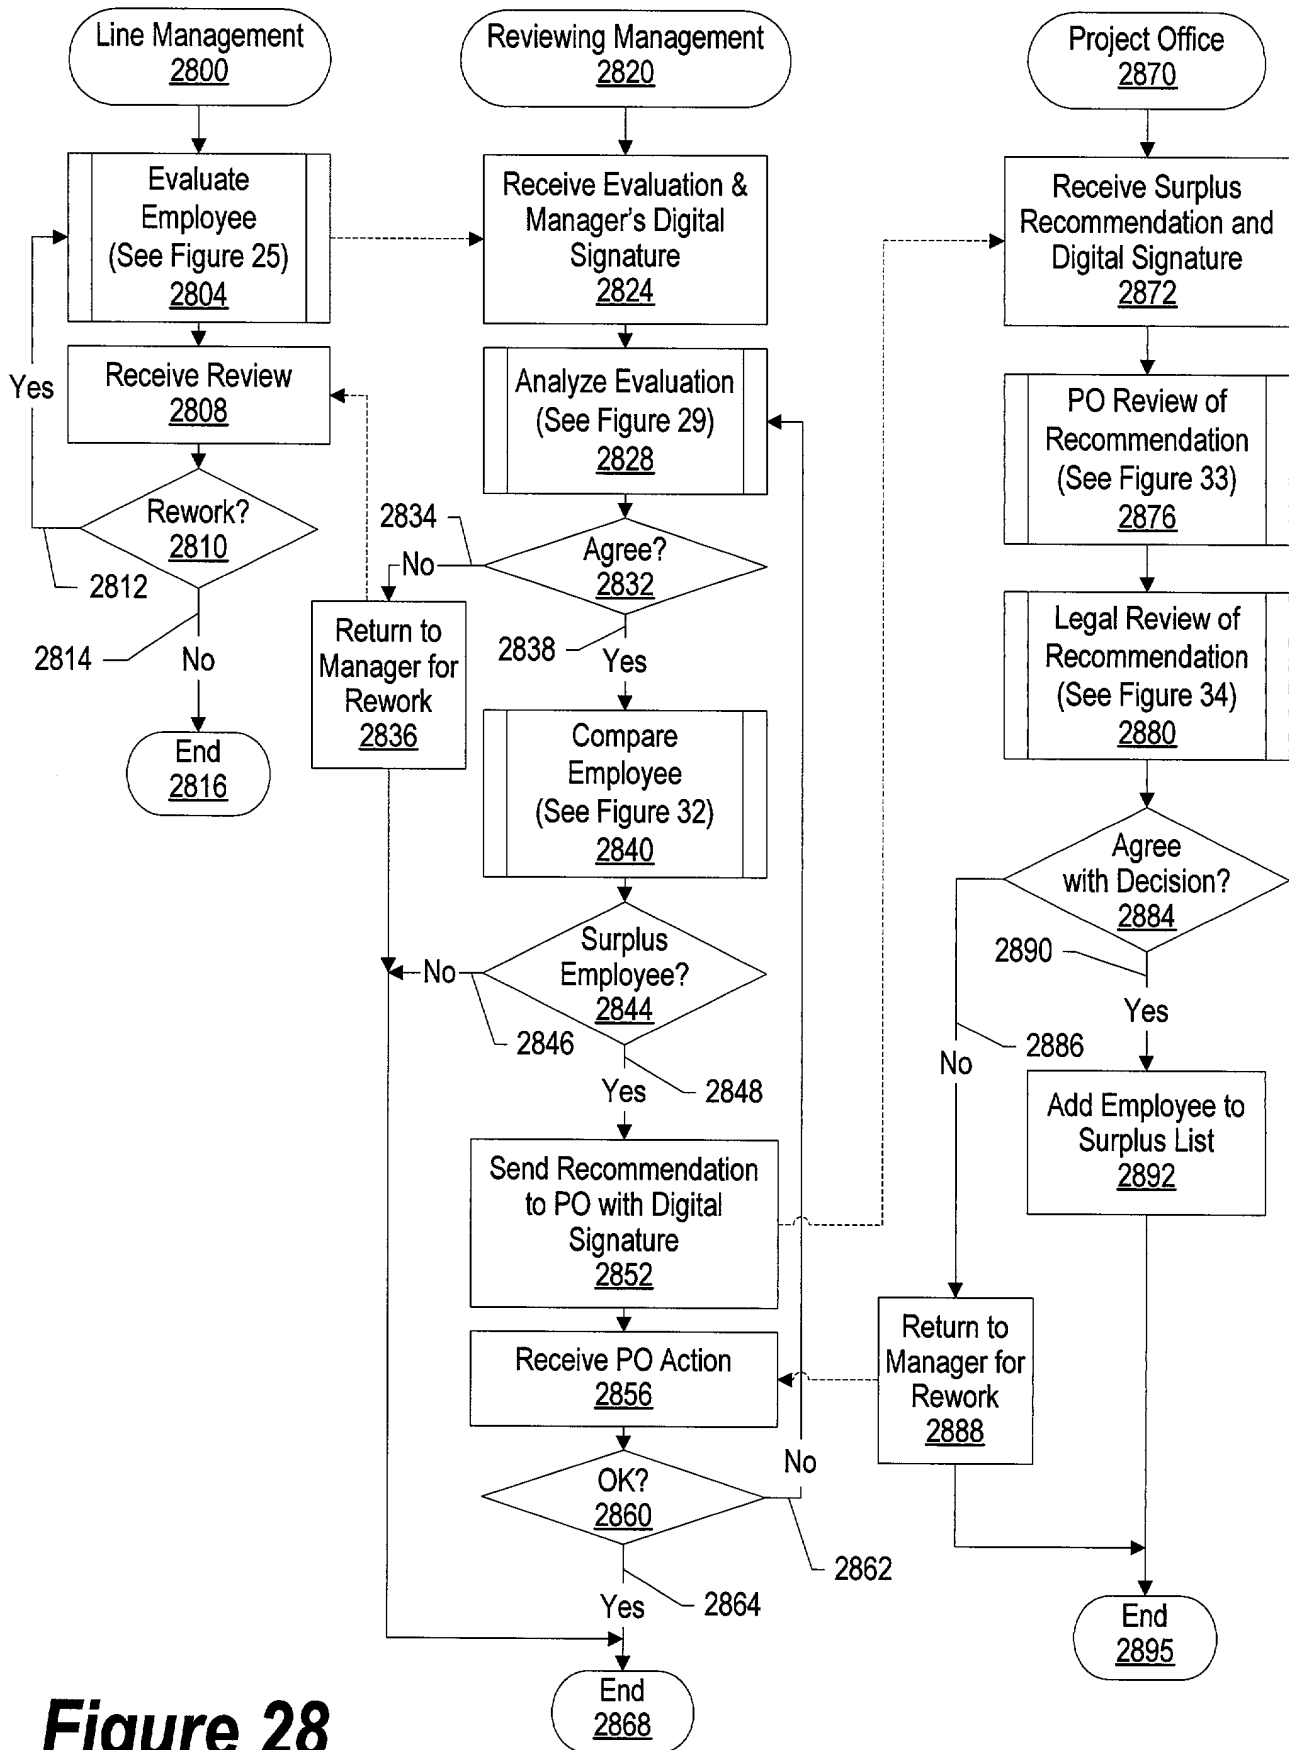 Line Management
2800
Evaluate
Employee
(See Figure 25)
2804
Receive Review
2808
Yes
Rework?
2810
2812
2814
No
End
2816
Reviewing Management
2820
Receive Evaluation &
Manager's Digital
Signature
2824
Analyze Evaluation
(See Figure 29)
2828
2834
No
Agree?
2832
2838
Yes
Return to
Manager for
Rework
2836
Compare
Employee
(See Figure 32)
2840
No
Surplus
Employee?
2844
2846
2848
Yes
Send Recommendation
to PO with Digital
Signature
2852
Receive PO Action
2856
OK?
2860
No
2862
2864
Yes
End
2868
Project Office
2870
Receive Surplus
Recommendation and
Digital Signature
2872
PO Review of
Recommendation
(See Figure 33)
2876
Legal Review of
Recommendation
(See Figure 34)
2880
Agree
with Decision?
2884
2890
Yes
2886
No
Add Employee to
Surplus List
2892
Return to
Manager for
Rework
2888
End
2895
Figure 28